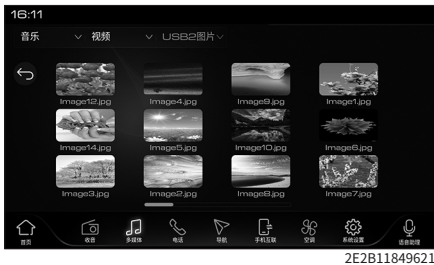 16:11
音乐 视频 USB2图片
Image12.jpg Image4.jpg Image9.jpg Image1.jpg
Image14.jpg Image5.jpg Image10.jpg Image6.jpg
Image3.jpg Image2.jpg Image8.jpg Image7.jpg
首页 收音 多媒体 电话 导航 手机互联 空调 系统设置 语音助理
2E2B11849621